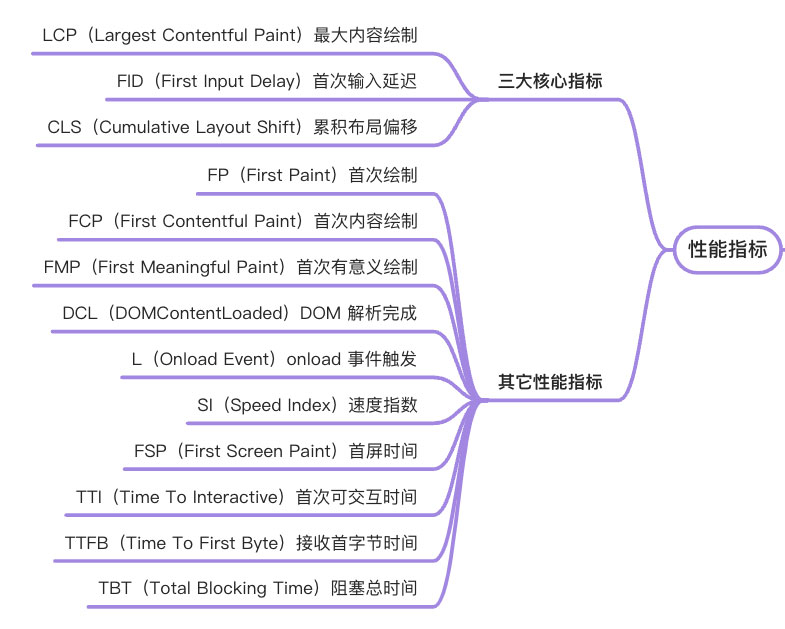 LCP（Largest Contentful Paint）最大内容绘制
FID（First Input Delay）首次输入延迟
三大核心指标
CLS（Cumulative Layout Shift）累积布局偏移
FP（First Paint）首次绘制
FCP（First Contentful Paint）首次内容绘制
性能指标
FMP（First Meaningful Paint）首次有意义绘制
DCL（DOMContentLoaded）DOM 解析完成
L（Onload Event）onload 事件触发
其它性能指标
SI（Speed Index）速度指数
FSP（First Screen Paint）首屏时间
TTI（Time To Interactive）首次可交互时间
TTFB（Time To First Byte）接收首字节时间
TBT（Total Blocking Time）阻塞总时间